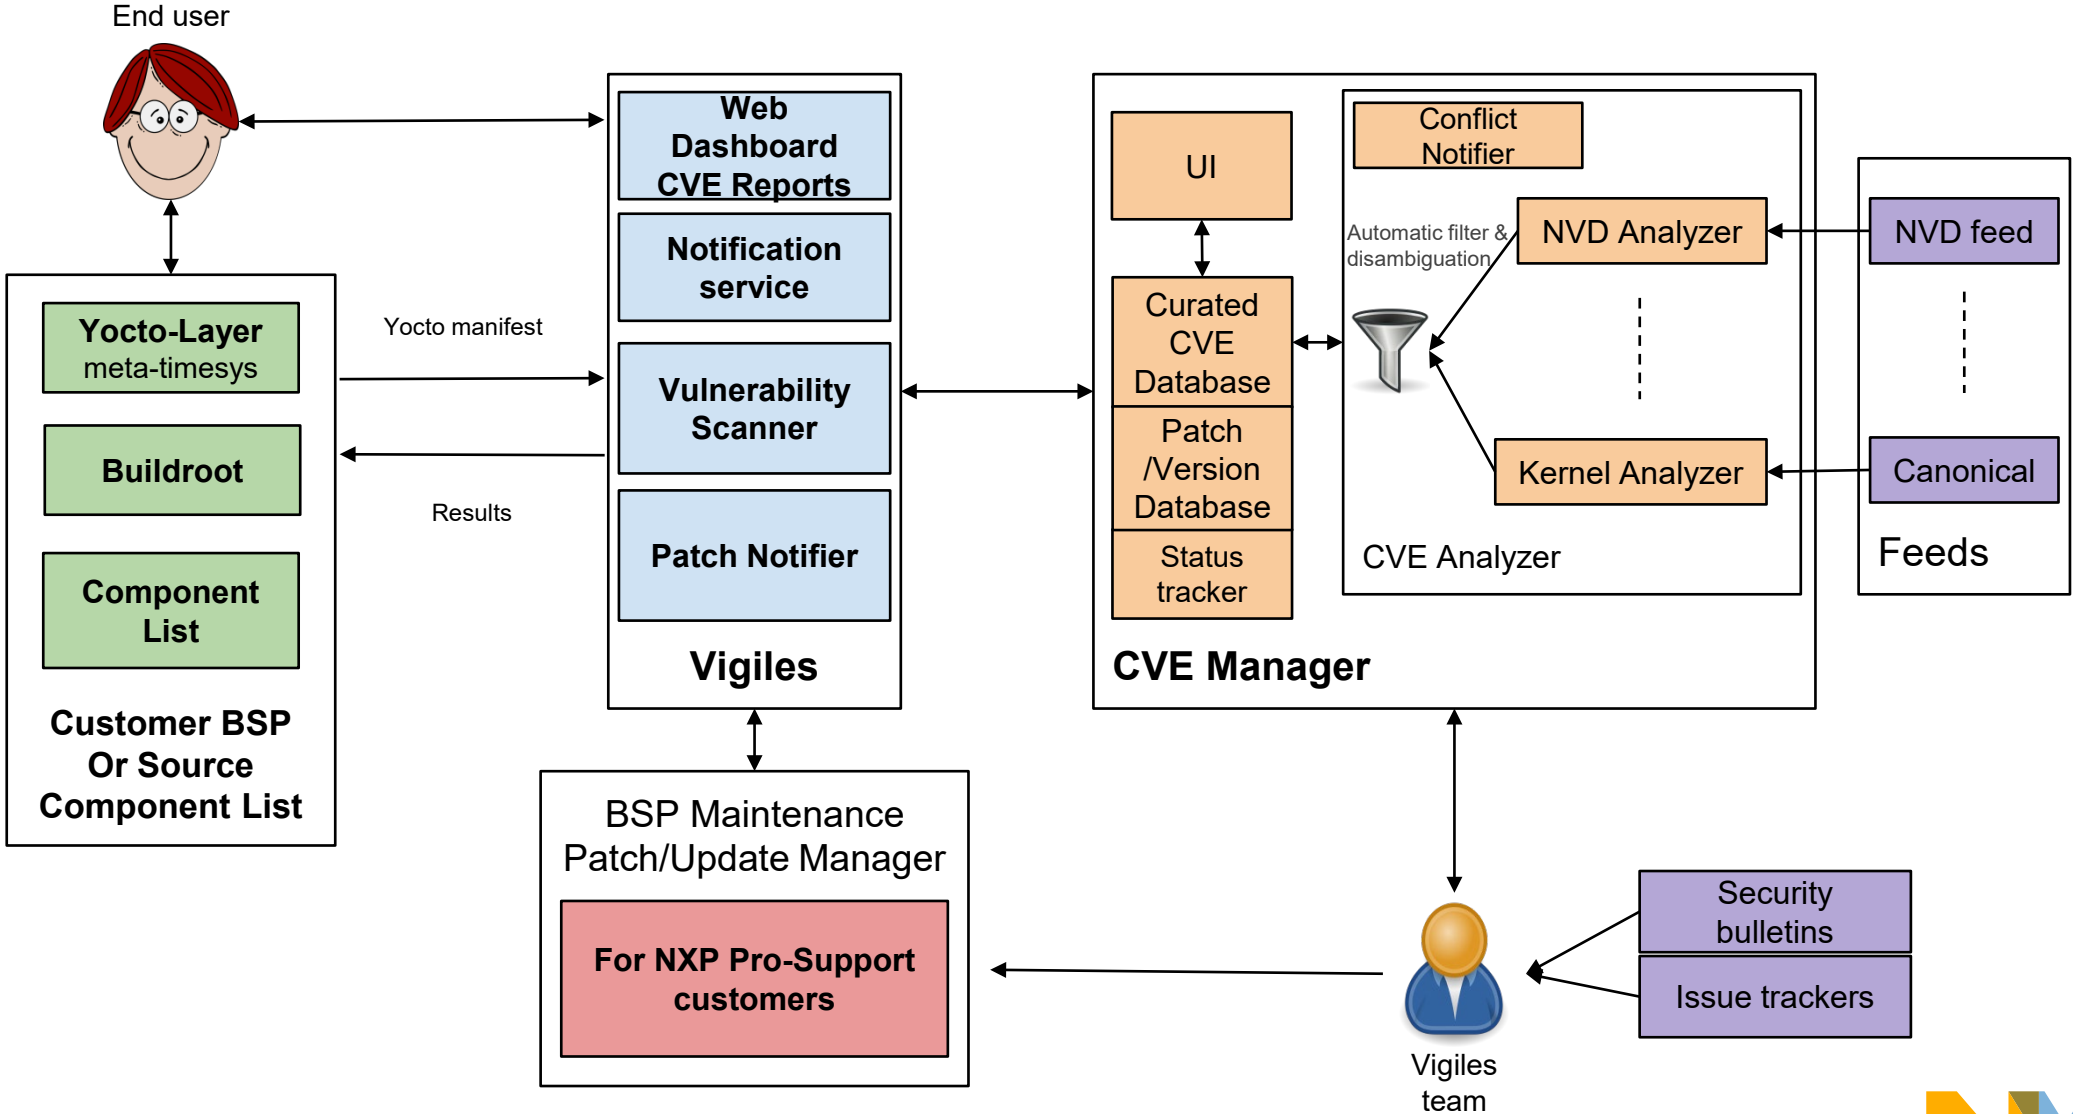 End user
Web
Dashboard
CVE Reports
Notification
service
Vulnerability
Scanner
Patch Notifier
Vigiles
Yocto-Layer
meta-timesys
Buildroot
Component
List
Customer BSP
Or Source
Component List
Yocto manifest
Results
UI
Curated
CVE
Database
Patch
/Version
Database
Status
tracker
CVE Manager
Conflict
Notifier
Automatic filter &
disambiguation
NVD Analyzer
Kernel Analyzer
CVE Analyzer
NVD feed
Canonical
Feeds
BSP Maintenance
Patch/Update Manager
For NXP Pro-Support
customers
Security
bulletins
Issue trackers
Vigiles
team